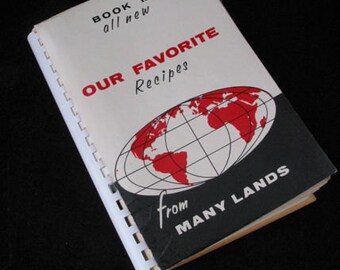 BOOK
all new
OUR FAVORITE
Recipes
from
MANY LANDS